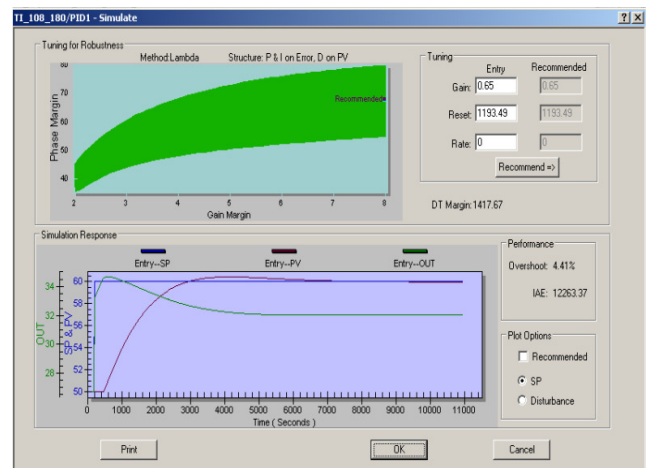 TI_108_180/PID1 - Simulate
Tuning for Robustness
Method:Lambda Structure: P & I on Error, D on PV
80
70
60
50
40
Phase Margin
Recommended
2 3 4 5 6 7 8
Gain Margin
Tuning
Entry Recommended
Gain: 0.65 0.65
Reset: 1193.49 1193.49
Rate: 0 0
Recommend =>
DT Margin: 1417.67
Simulation Response
Entry--SP Entry--PV Entry--OUT
34
32
30
28
OUT
60
58
56
54
52
50
SP & PV
0 1000 2000 3000 4000 5000 6000 7000 8000 9000 10000 11000
Time ( Seconds )
Performance
Overshoot: 4.41%
IAE: 12263.37
Plot Options
Recommended
SP
Disturbance
Print OK Cancel